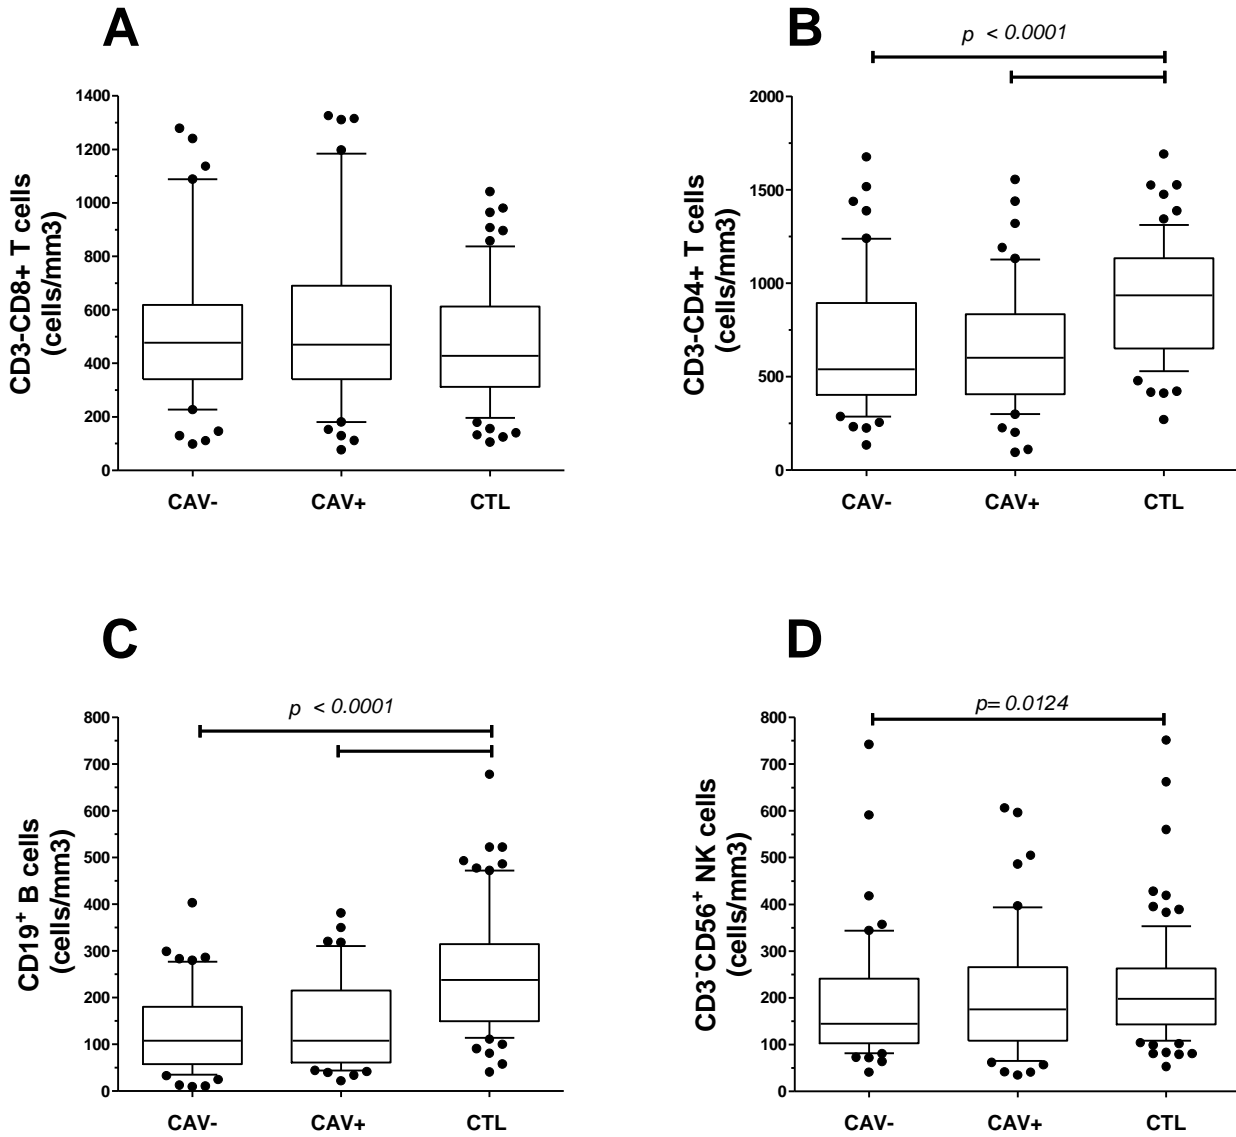 A
1400
1200
1000
800
600
400
200
0
CD3-CD8+ T cells
(cells/mm3)
CAV-
CAV+
CTL
B
p < 0.0001
2000
1500
1000
500
0
CD3-CD4+ T cells
(cells/mm3)
CAV-
CAV+
CTL
C
p < 0.0001
800
700
600
500
400
300
200
100
0
CD19⁺ B cells
(cells/mm3)
CAV-
CAV+
CTL
D
p= 0.0124
800
700
600
500
400
300
200
100
0
CD3⁻CD56⁺ NK cells
(cells/mm3)
CAV-
CAV+
CTL